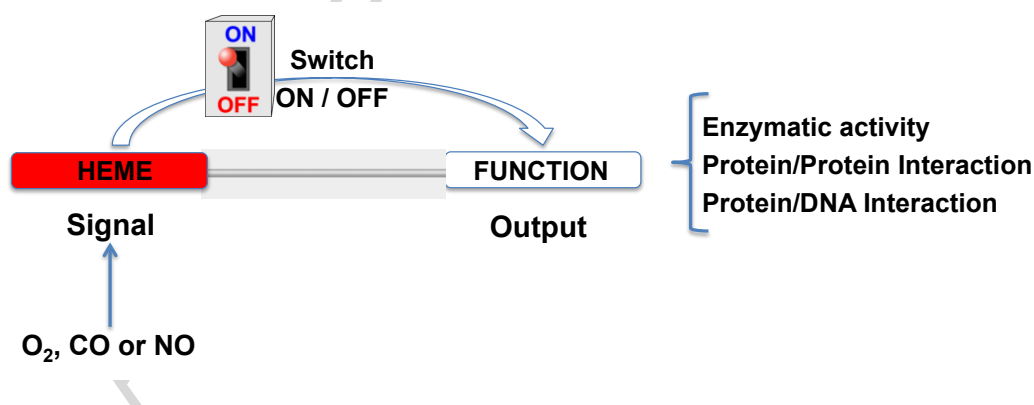 ON
OFF
Switch
ON / OFF
HEME
FUNCTION
Signal
Output
O₂, CO or NO
Enzymatic activity
Protein/Protein Interaction
Protein/DNA Interaction